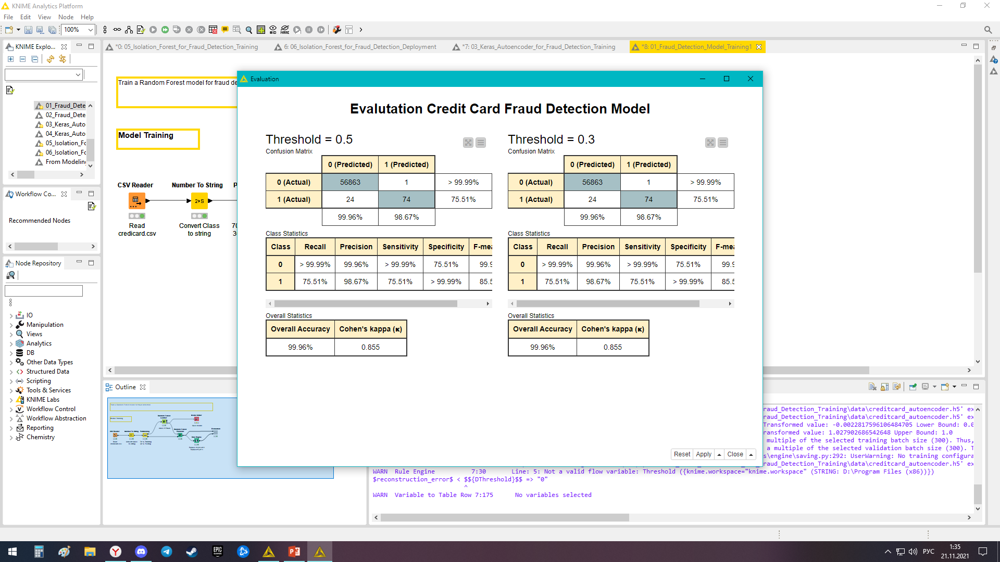 KNIME Analytics Platform
File Edit View Node Help
100%
KNIME Explo...
*0: 05_Isolation_Forest_for_Fraud_Detection_Training
6: 06_Isolation_Forest_for_Fraud_Detection_Deployment
*7: 03_Keras_Autoencoder_for_Fraud_Detection_Training
*8: 01_Fraud_Detection_Model_Training1
01_Fraud_Dete
02_Fraud_Dete
03_Keras_Auto
04_Keras_Auto
05_Isolation_Fo
06_Isolation_Fo
From Modeling
Workflow Co...
Recommended Nodes
Node Repository
IO
Manipulation
Views
Analytics
DB
Other Data Types
Structured Data
Scripting
Tools & Services
KNIME Labs
Workflow Control
Workflow Abstraction
Reporting
Chemistry
Train a Random Forest model for fraud de
Model Training
CSV Reader
Read
credicard.csv
Number To String
Convert Class
to string
P
70
3
Outline
Evaluation
Evalutation Credit Card Fraud Detection Model
Threshold = 0.5
Confusion Matrix
0 (Predicted) 1 (Predicted)
0 (Actual) 56863 1 > 99.99%
1 (Actual) 24 74 75.51%
99.96% 98.67%
Class Statistics
Class Recall Precision Sensitivity Specificity F-mea
0 > 99.99% 99.96% > 99.99% 75.51% 99.9
1 75.51% 98.67% 75.51% > 99.99% 85.5
Overall Statistics
Overall Accuracy Cohen's kappa (κ)
99.96% 0.855
Threshold = 0.3
Confusion Matrix
0 (Predicted) 1 (Predicted)
0 (Actual) 56863 1 > 99.99%
1 (Actual) 24 74 75.51%
99.96% 98.67%
Class Statistics
Class Recall Precision Sensitivity Specificity F-mea
0 > 99.99% 99.96% > 99.99% 75.51% 99.9
1 75.51% 98.67% 75.51% > 99.99% 85.5
Overall Statistics
Overall Accuracy Cohen's kappa (κ)
99.96% 0.855
Reset Apply Close
raud_Detection_Training\data\creditcard_autoencoder.h5' ex
raud_Detection_Training\data\creditcard_autoencoder.h5' ex
Transformed value: -0.0022817596106484705 Lower Bound: 0.0
ransformed value: 1.027902686542648 Upper Bound: 1.0
multiple of the selected training batch size (300). Thus,
a multiple of the selected validation batch size (300). T
s\engine\saving.py:292: UserWarning: No training configura
raud_Detection_Training\data\creditcard_autoencoder.h5' ex
WARN Rule Engine 7:30 Line: 5: Not a valid flow variable: Threshold ({knime.workspace="knime.workspace" (STRING: D:\Program Files (x86))})
$reconstruction_error$ < $${DThreshold}$$ => "0"
^
WARN Variable to Table Row 7:175 No variables selected
РУС
1:35
21.11.2021